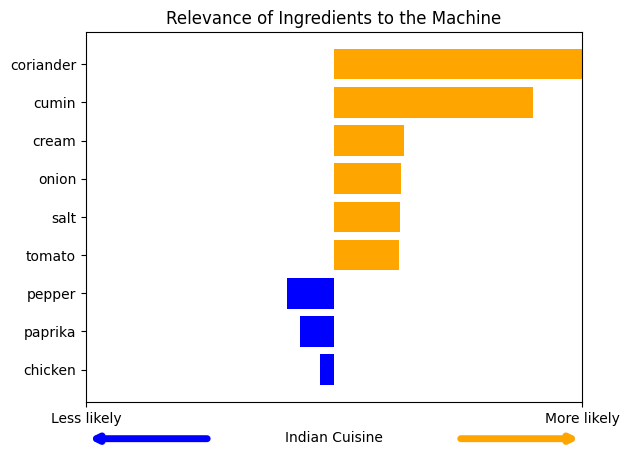 Relevance of Ingredients to the Machine
coriander
cumin
cream
onion
salt
tomato
pepper
paprika
chicken
Less likely
More likely
Indian Cuisine